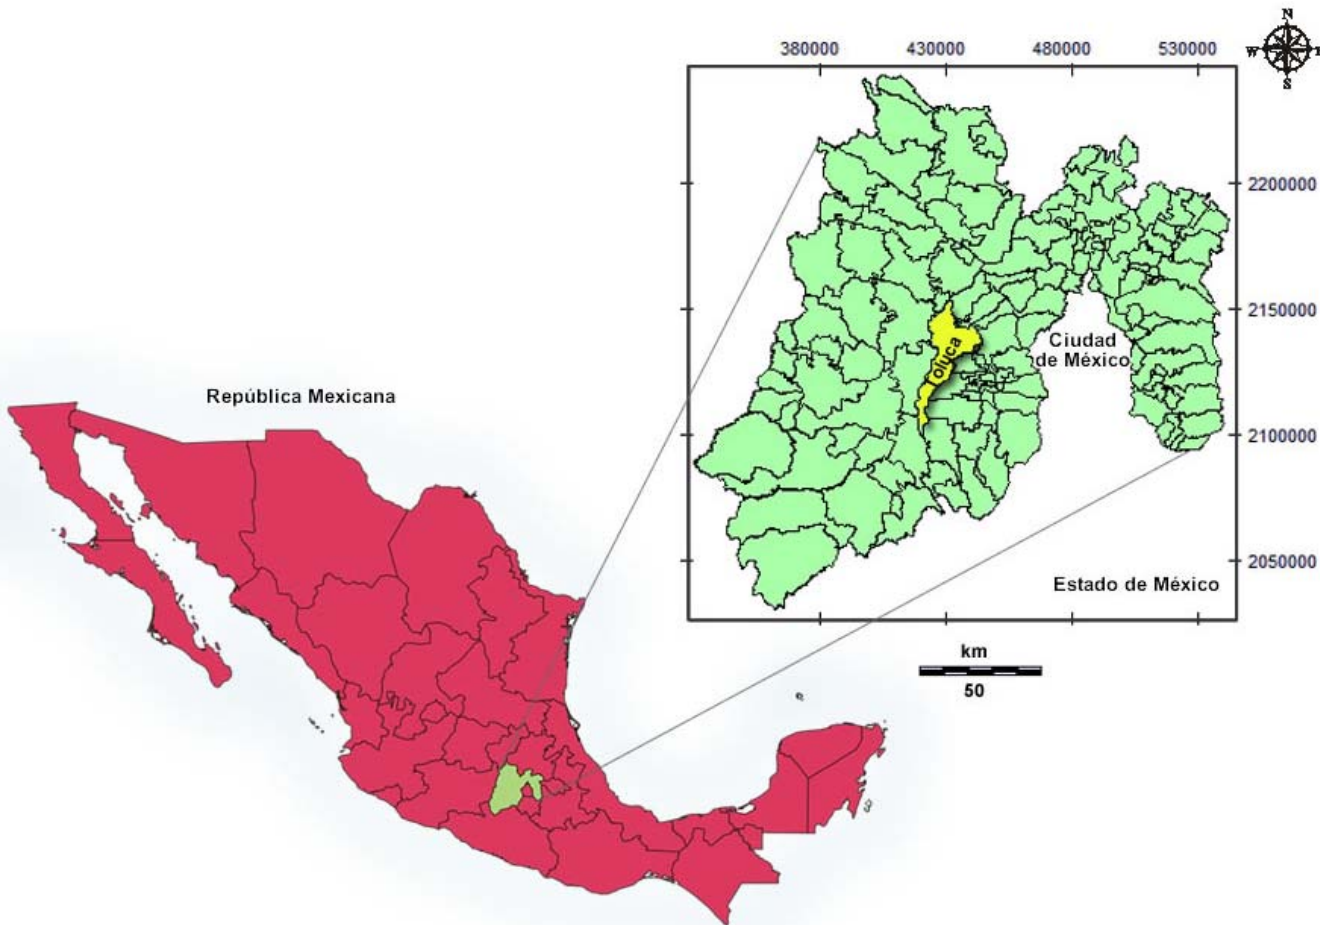 N
W E
S
380000 430000 480000 530000
2200000
2150000
2100000
2050000
Toluca
Ciudad
de México
Estado de México
República Mexicana
km
50